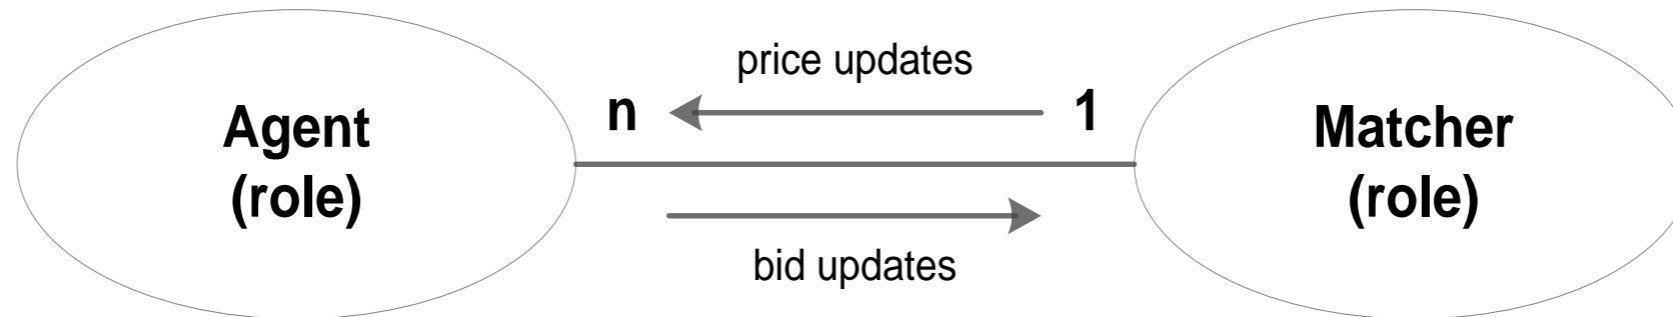 Agent
(role)
n
price updates
1
bid updates
Matcher
(role)